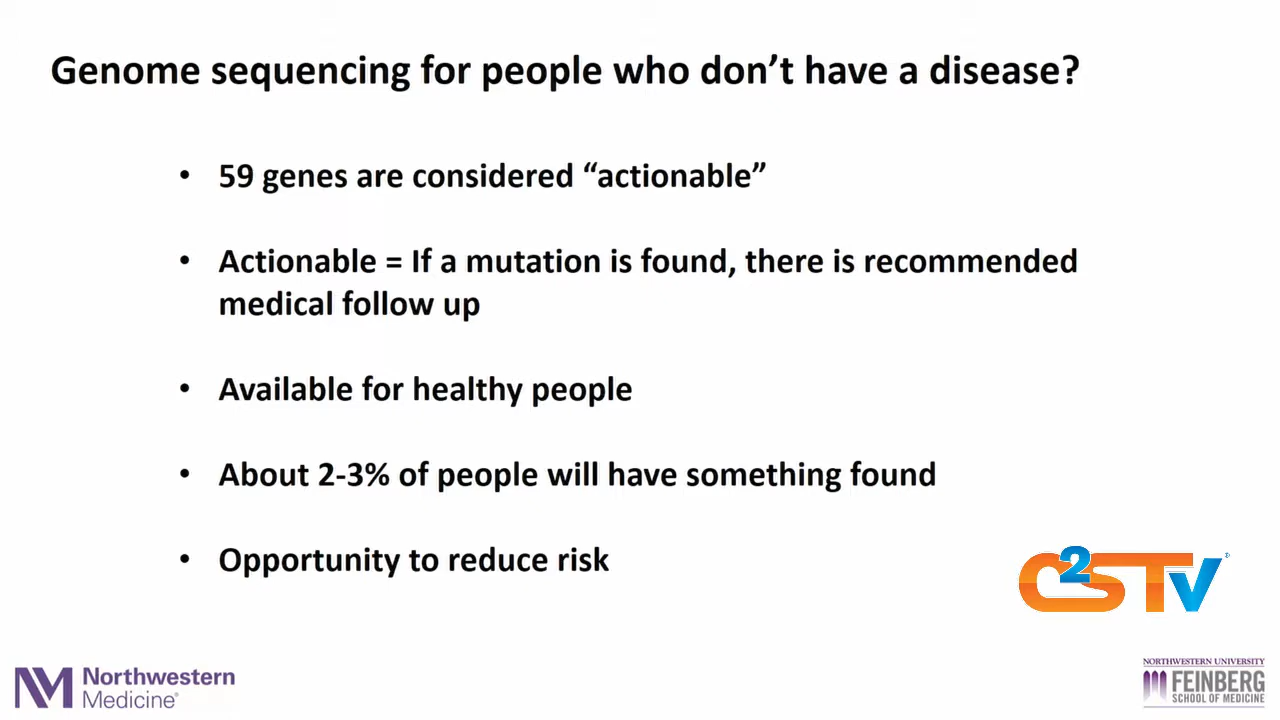 Genome sequencing for people who don’t have a disease?
• 59 genes are considered “actionable”
• Actionable = If a mutation is found, there is recommended
medical follow up
• Available for healthy people
• About 2-3% of people will have something found
• Opportunity to reduce risk
C2STV®
NM Northwestern
Medicine®
NORTHWESTERN UNIVERSITY
FEINBERG
SCHOOL OF MEDICINE